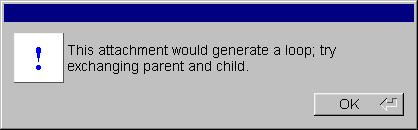 !
This attachment would generate a loop; try
exchanging parent and child.
OK